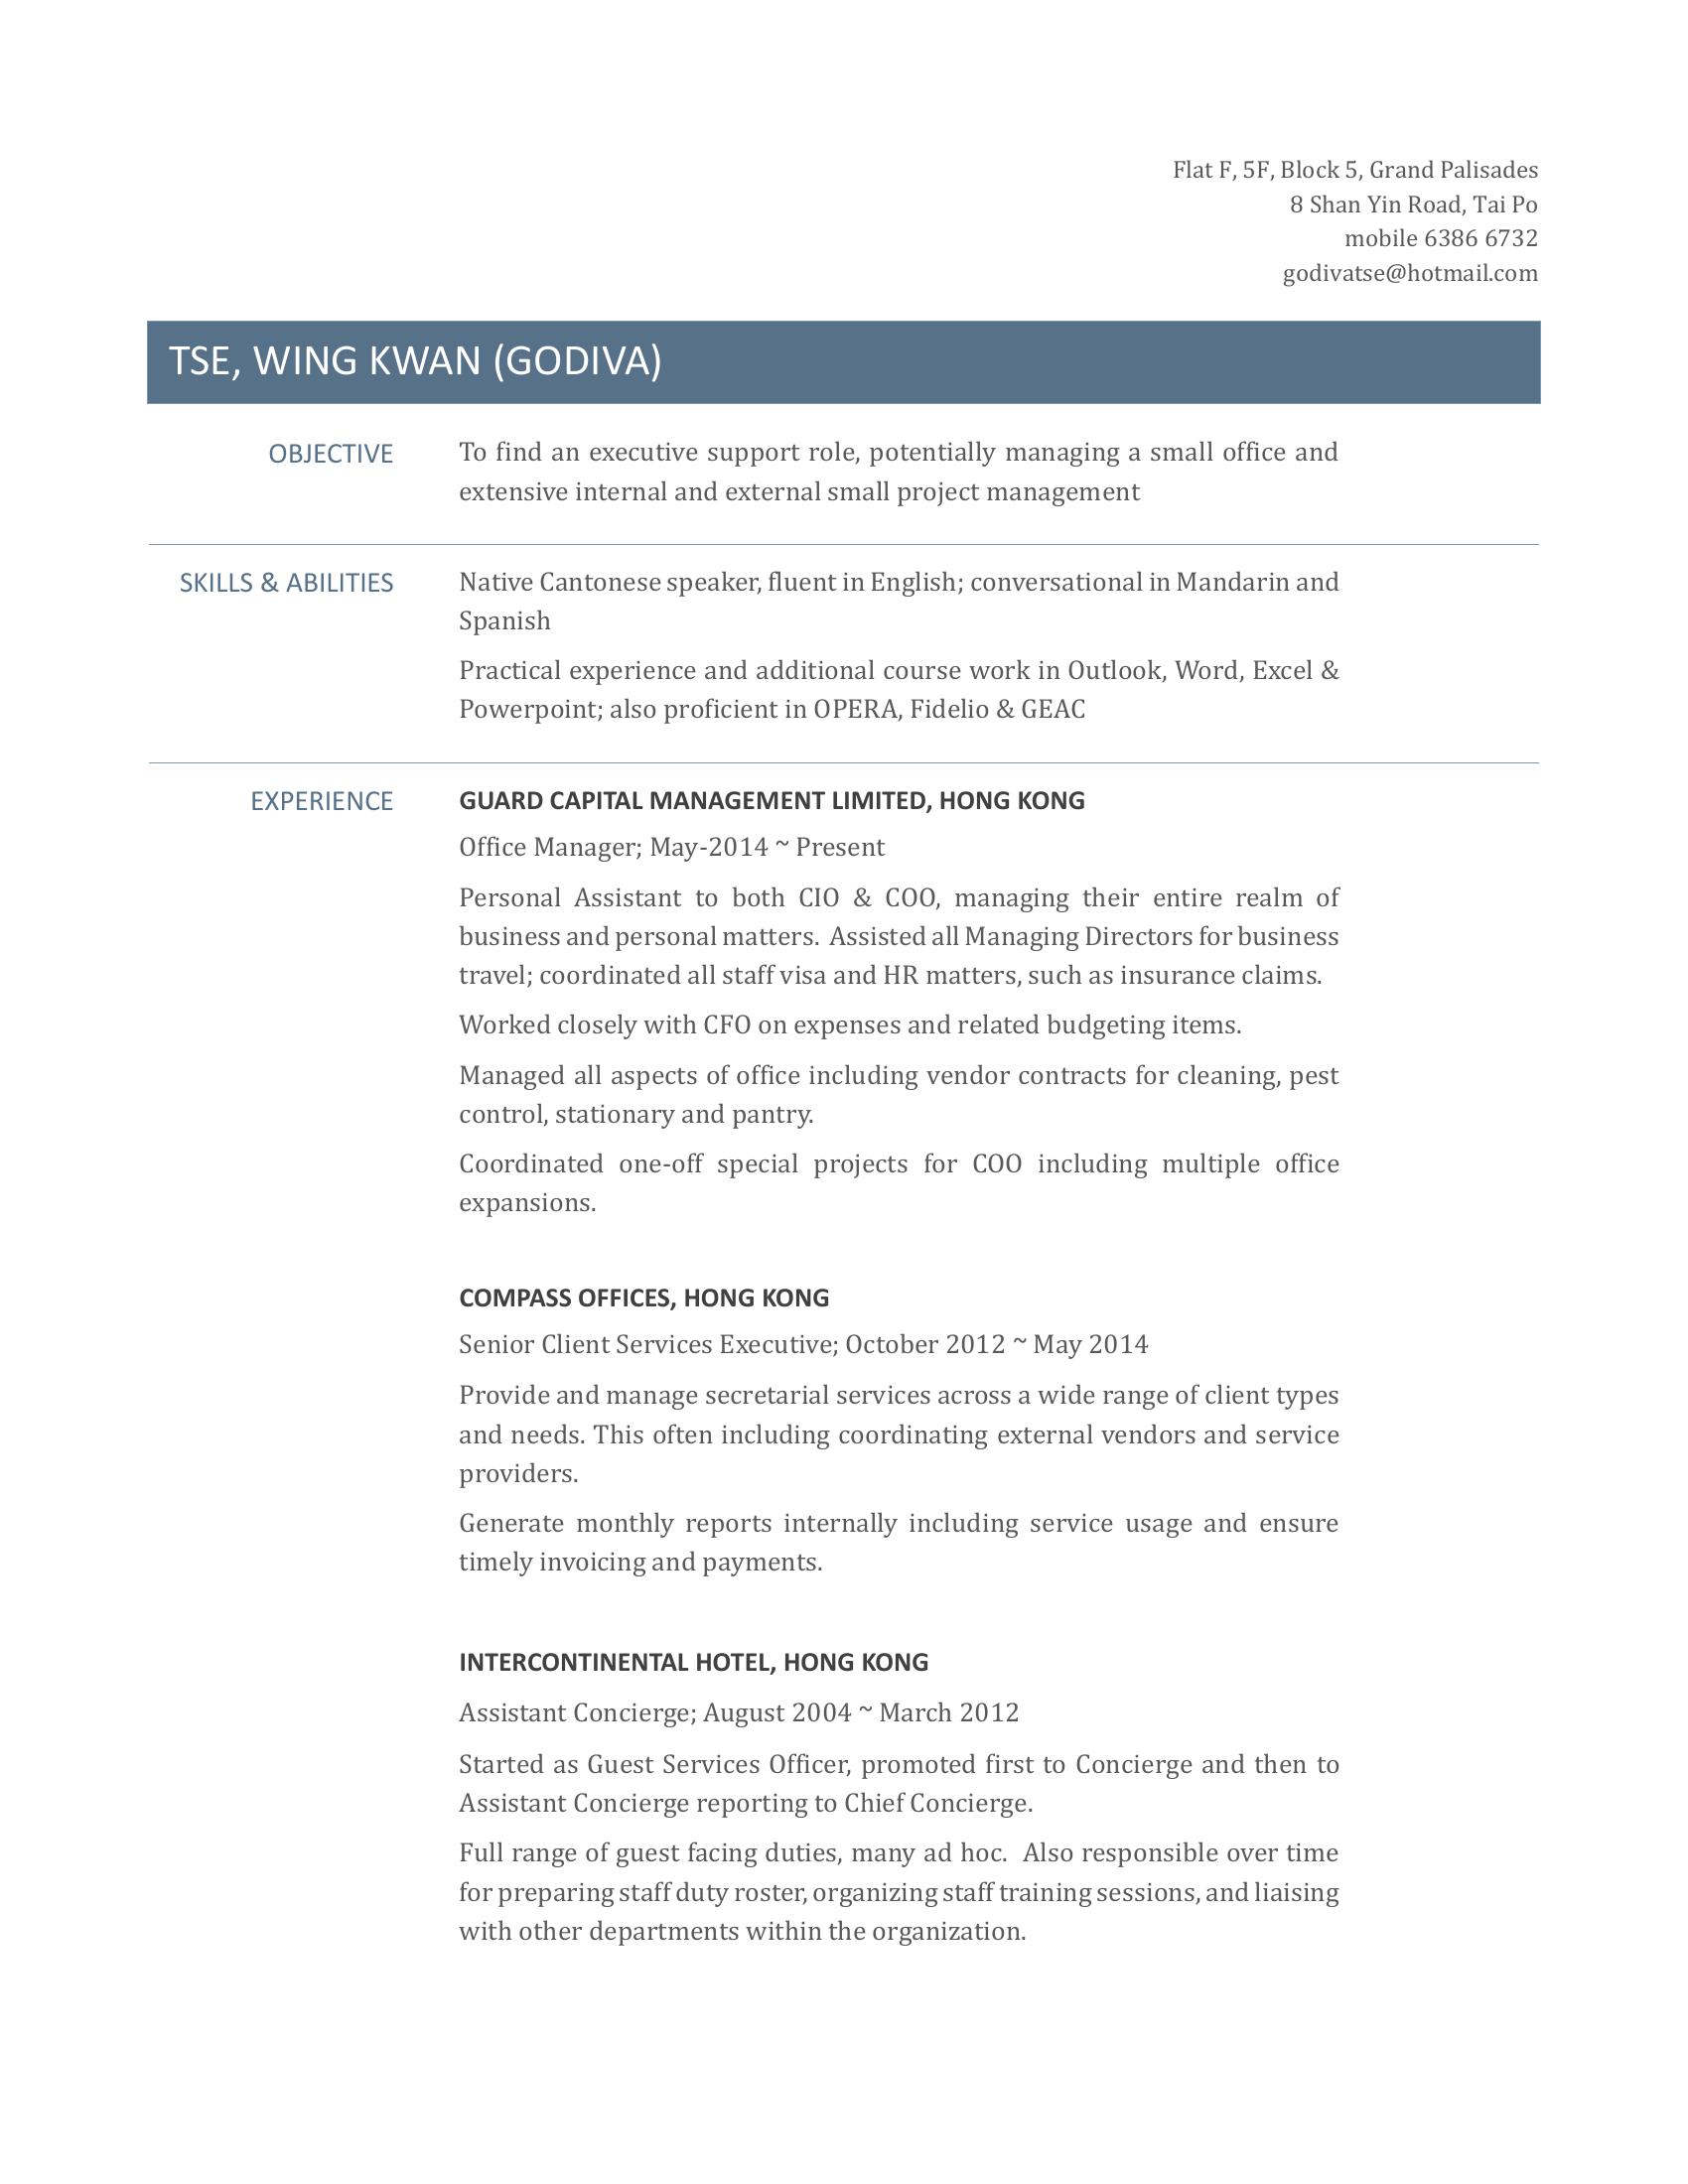 Flat F, 5F, Block 5, Grand Palisades
8 Shan Yin Road, Tai Po
mobile 6386 6732
godivatse@hotmail.com
TSE, WING KWAN (GODIVA)
OBJECTIVE
To find an executive support role, potentially managing a small office and
extensive internal and external small project management
SKILLS & ABILITIES
Native Cantonese speaker, fluent in English; conversational in Mandarin and
Spanish
Practical experience and additional course work in Outlook, Word, Excel &
Powerpoint; also proficient in OPERA, Fidelio & GEAC
EXPERIENCE
GUARD CAPITAL MANAGEMENT LIMITED, HONG KONG
Office Manager; May-2014 ~ Present
Personal Assistant to both CIO & COO, managing their entire realm of
business and personal matters. Assisted all Managing Directors for business
travel; coordinated all staff visa and HR matters, such as insurance claims.
Worked closely with CFO on expenses and related budgeting items.
Managed all aspects of office including vendor contracts for cleaning, pest
control, stationary and pantry.
Coordinated one-off special projects for COO including multiple office
expansions.
COMPASS OFFICES, HONG KONG
Senior Client Services Executive; October 2012 ~ May 2014
Provide and manage secretarial services across a wide range of client types
and needs. This often including coordinating external vendors and service
providers.
Generate monthly reports internally including service usage and ensure
timely invoicing and payments.
INTERCONTINENTAL HOTEL, HONG KONG
Assistant Concierge; August 2004 ~ March 2012
Started as Guest Services Officer, promoted first to Concierge and then to
Assistant Concierge reporting to Chief Concierge.
Full range of guest facing duties, many ad hoc. Also responsible over time
for preparing staff duty roster, organizing staff training sessions, and liaising
with other departments within the organization.